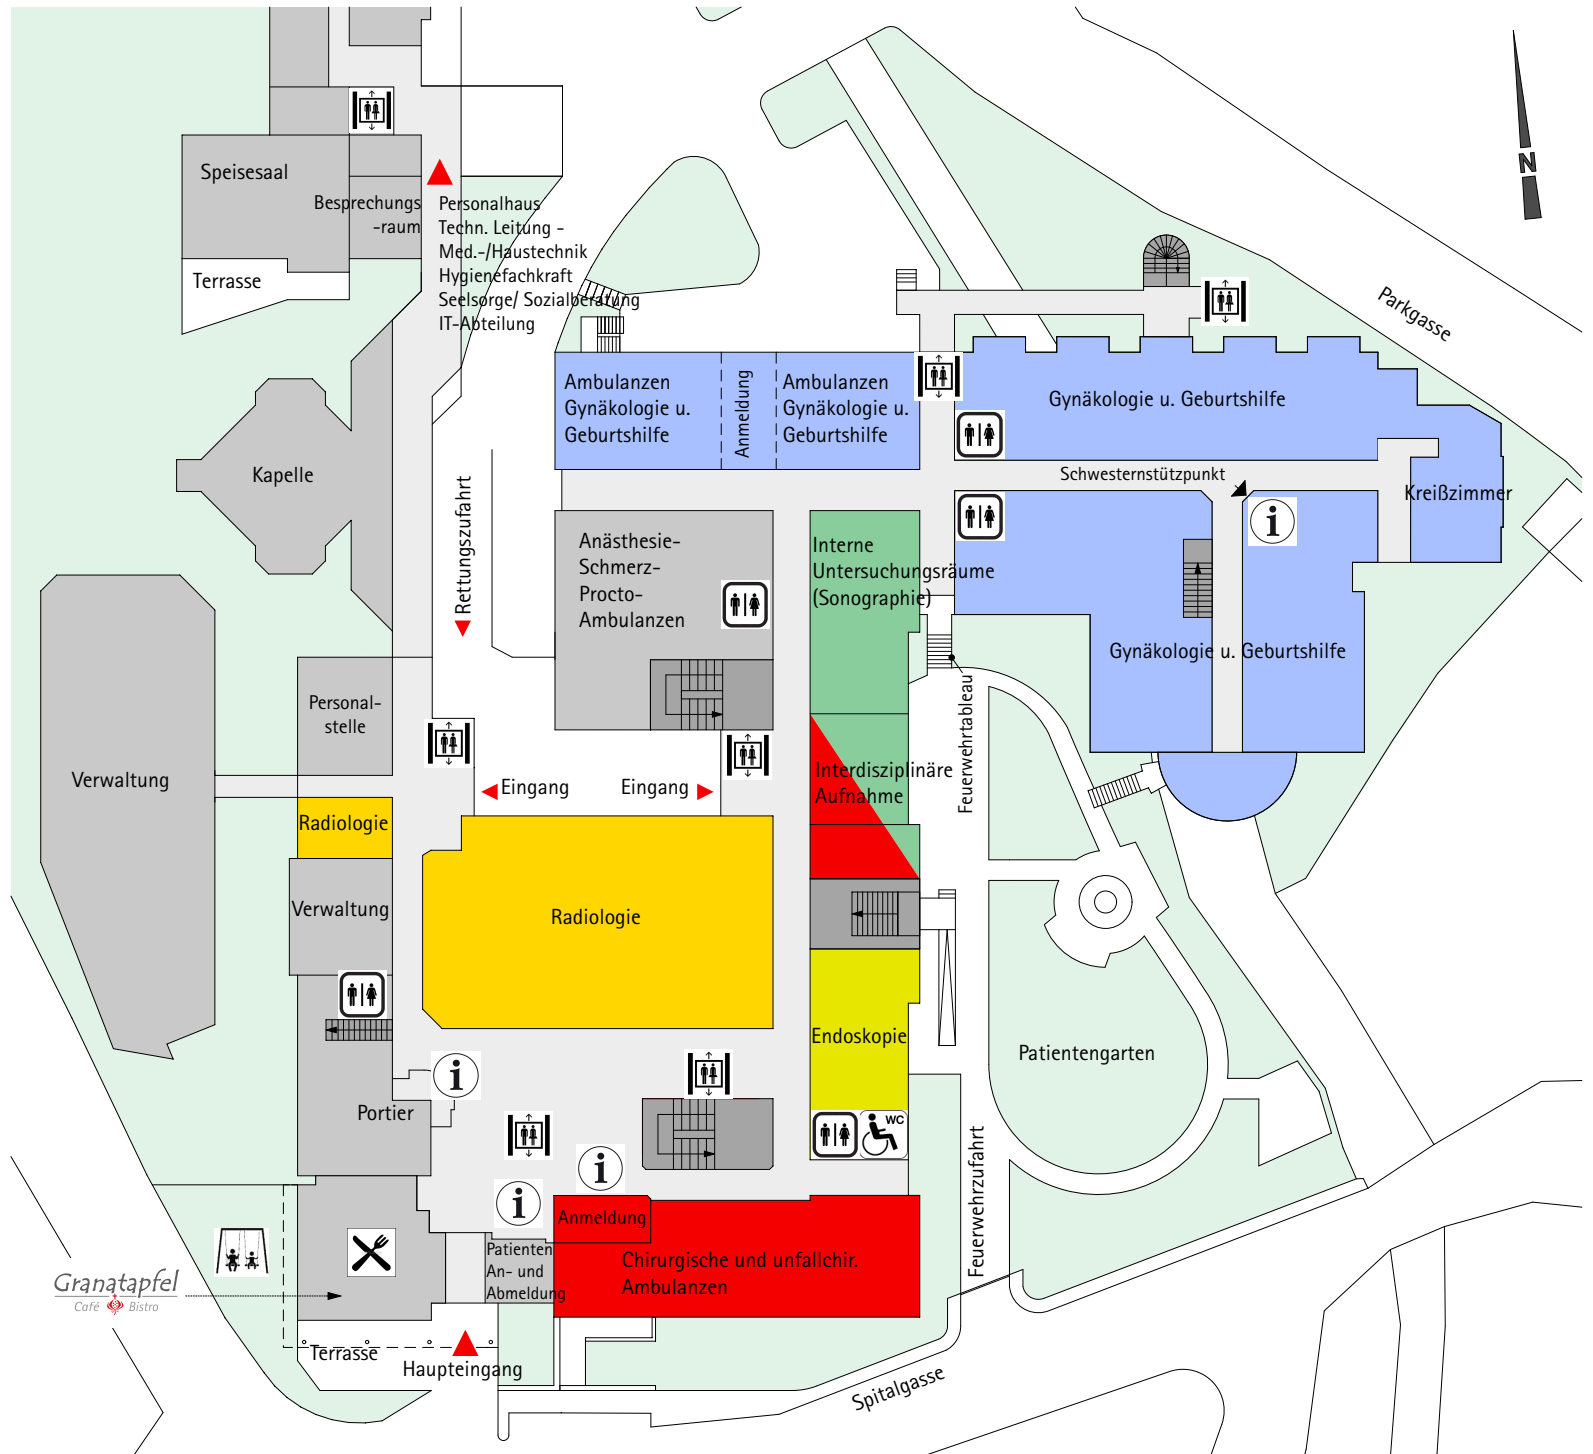 N
Speisesaal
Besprechungs
-raum
Personalhaus
Techn. Leitung -
Med.-/Haustechnik
Hygienefachkraft
Seelsorge/ Sozialberatung
IT-Abteilung
Terrasse
Parkgasse
Ambulanzen
Gynäkologie u.
Geburtshilfe
Anmeldung
Ambulanzen
Gynäkologie u.
Geburtshilfe
Gynäkologie u. Geburtshilfe
Kapelle
Schwesternstützpunkt
Kreißzimmer
Rettungszufahrt
Anästhesie-
Schmerz-
Procto-
Ambulanzen
Interne
Untersuchungsräume
(Sonographie)
i
Gynäkologie u. Geburtshilfe
Personal-
stelle
Feuerwehrtableau
Verwaltung
Eingang
Eingang
Interdisziplinäre
Aufnahme
Radiologie
Verwaltung
Radiologie
Endoskopie
Patientengarten
i
Portier
WC
i
i
Feuerwehrzufahrt
Anmeldung
Patienten
An- und
Abmeldung
Chirurgische und unfallchir.
Ambulanzen
Granatapfel
Café Bistro
Terrasse
Haupteingang
Spitalgasse